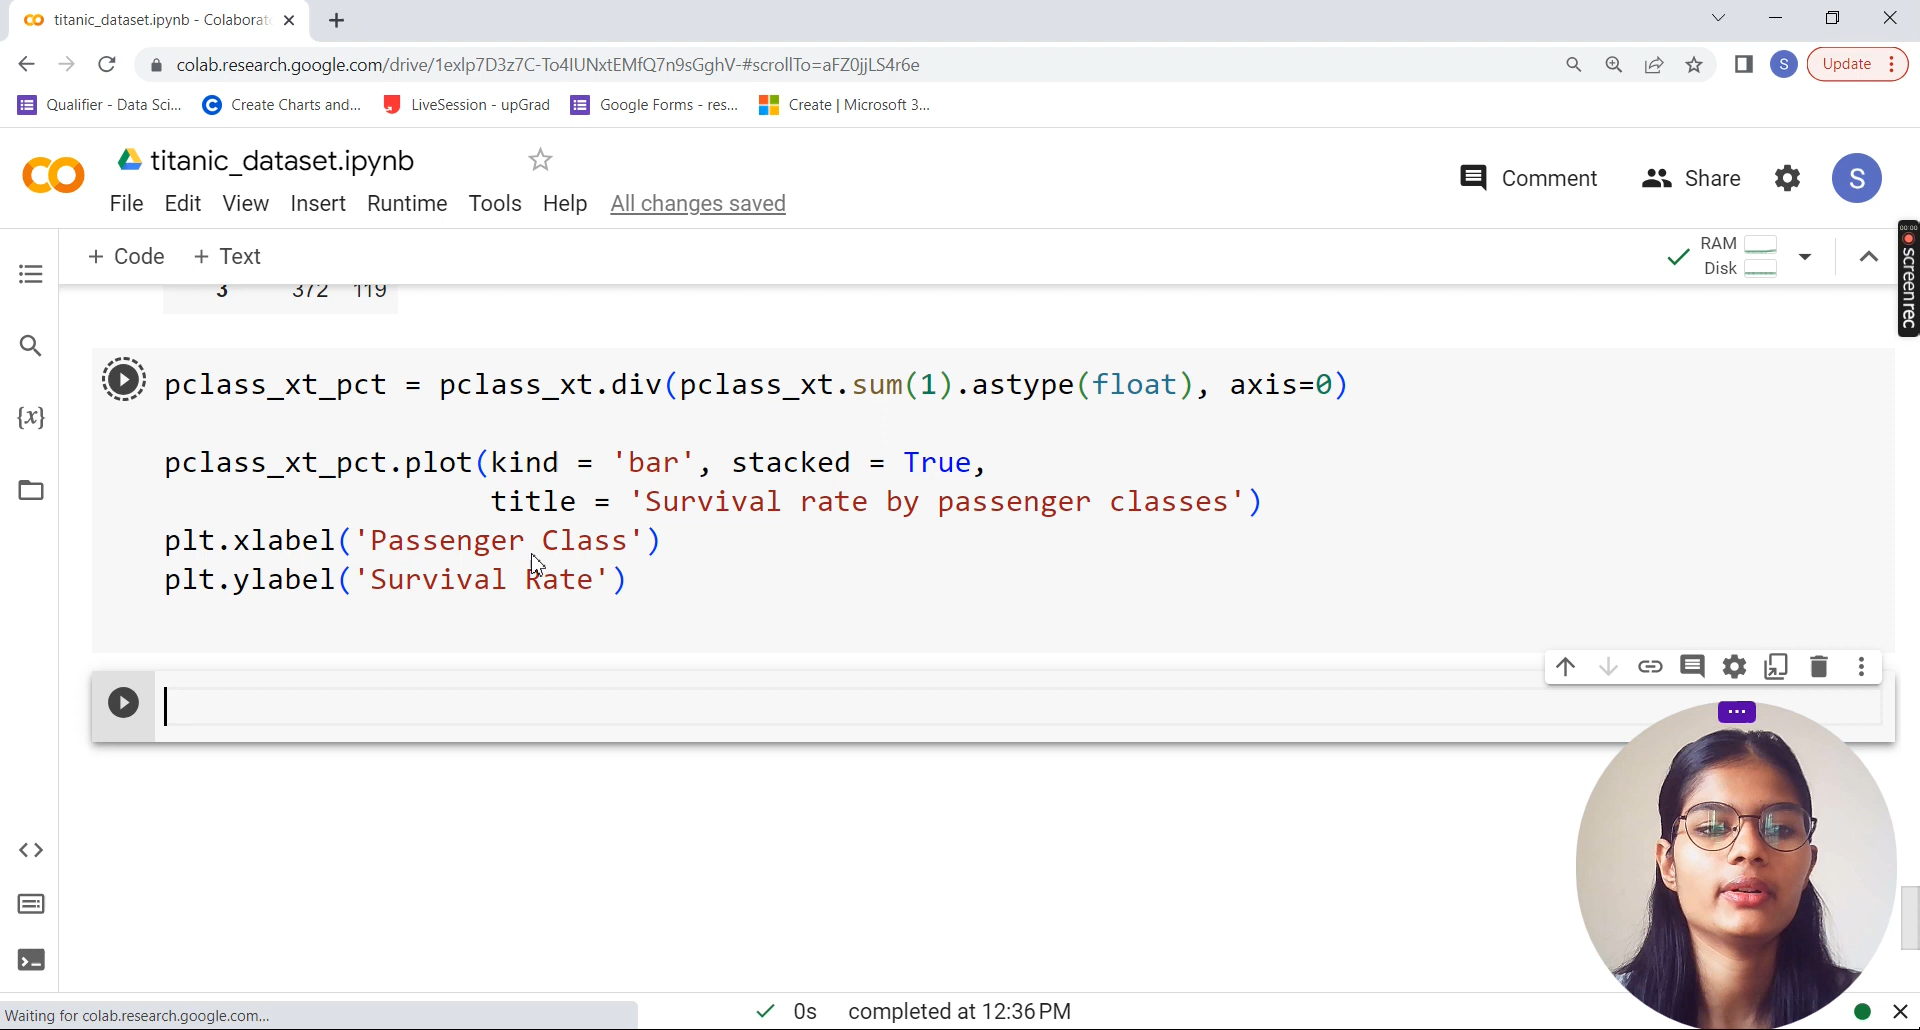 titanic_dataset.ipynb - Colaborat
colab.research.google.com/drive/1exlp7D3z7C-To4IUNxtEMfQ7n9sGghV-#scrollTo=aFZ0jjLS4r6e
S
Update
Qualifier - Data Sci...
Create Charts and...
LiveSession - upGrad
Google Forms - res...
Create | Microsoft 3...
titanic_dataset.ipynb
Comment
Share
S
File Edit View Insert Runtime Tools Help All changes saved
+ Code + Text
RAM
Disk
00:00
screenrec
3 372 119
{x}
pclass_xt_pct = pclass_xt.div(pclass_xt.sum(1).astype(float), axis=0)
pclass_xt_pct.plot(kind = 'bar', stacked = True,
title = 'Survival rate by passenger classes')
plt.xlabel('Passenger Class')
plt.ylabel('Survival Rate')
Waiting for colab.research.google.com...
0s completed at 12:36 PM